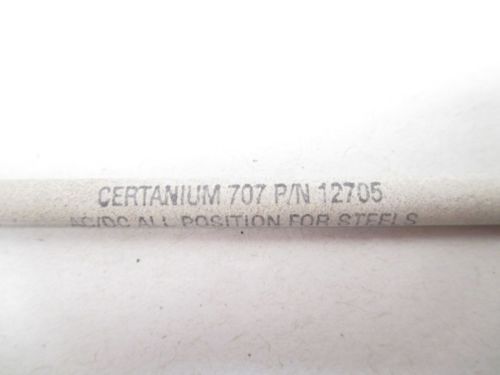 CERTANIUM 707 P/N 12705
AC/DC ALL POSITION FOR STEELS